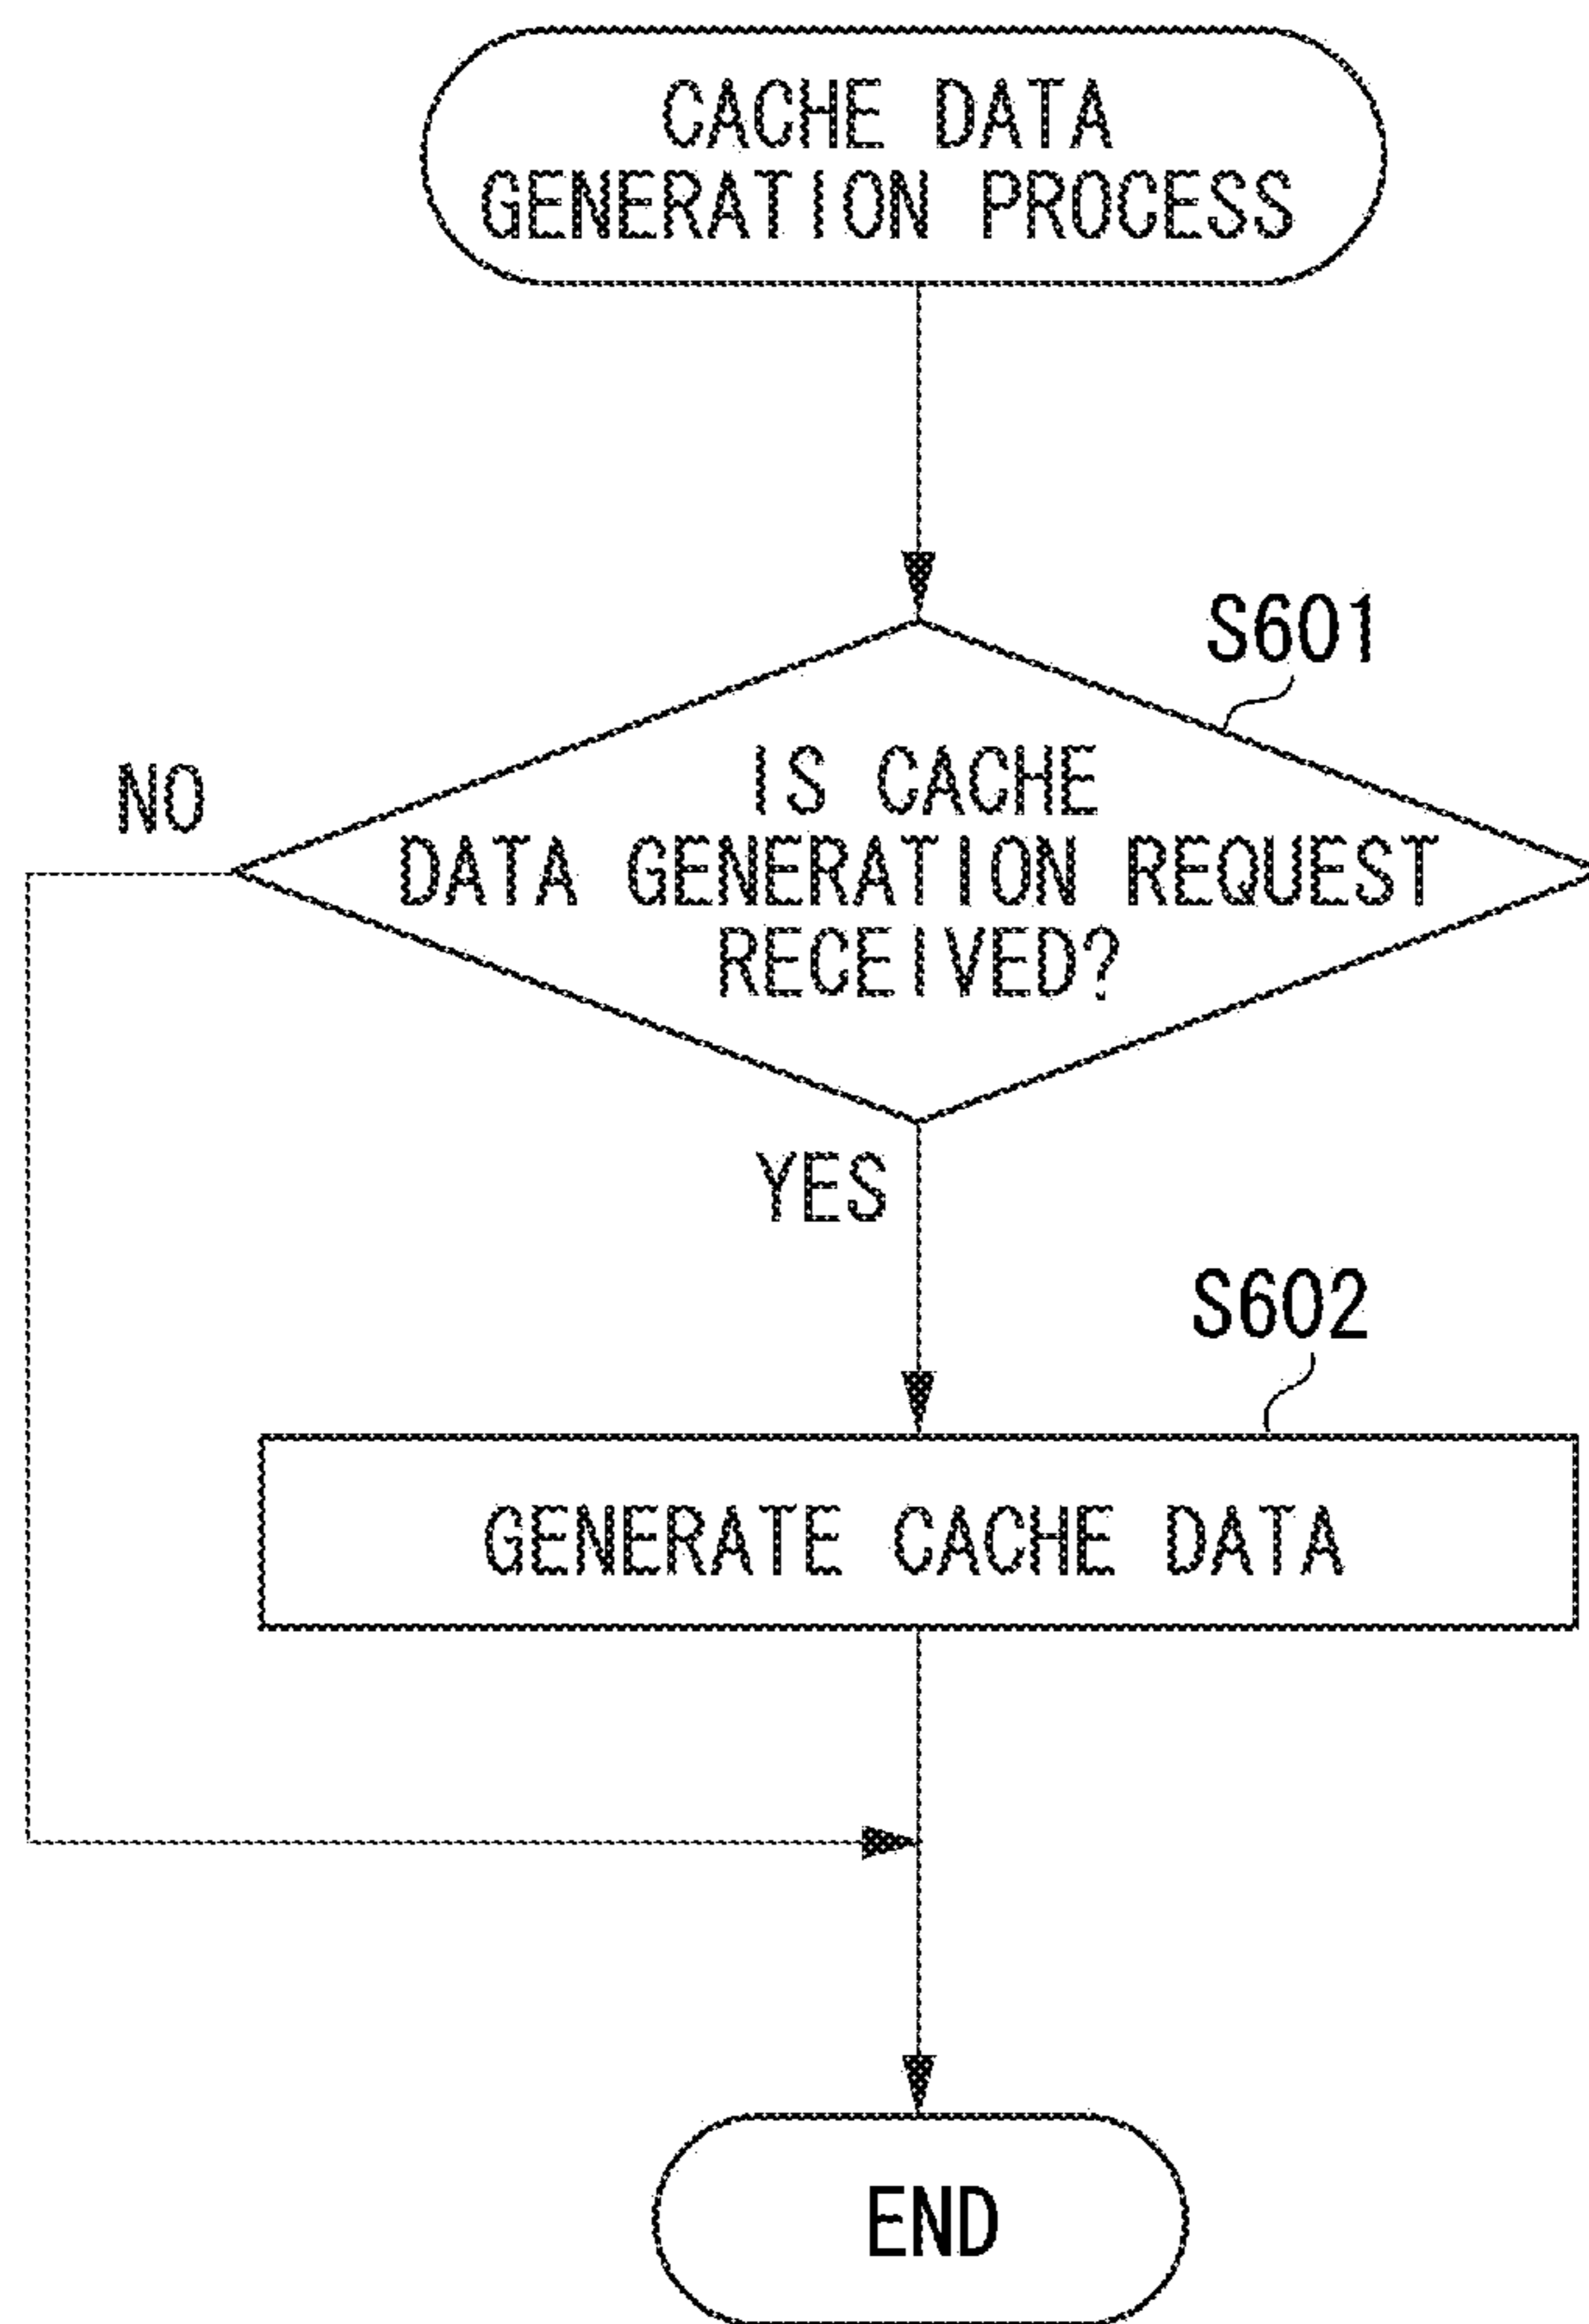 CACHE DATA
GENERATION PROCESS
S601
IS CACHE
DATA GENERATION REQUEST
RECEIVED?
NO
YES
S602
GENERATE CACHE DATA
END